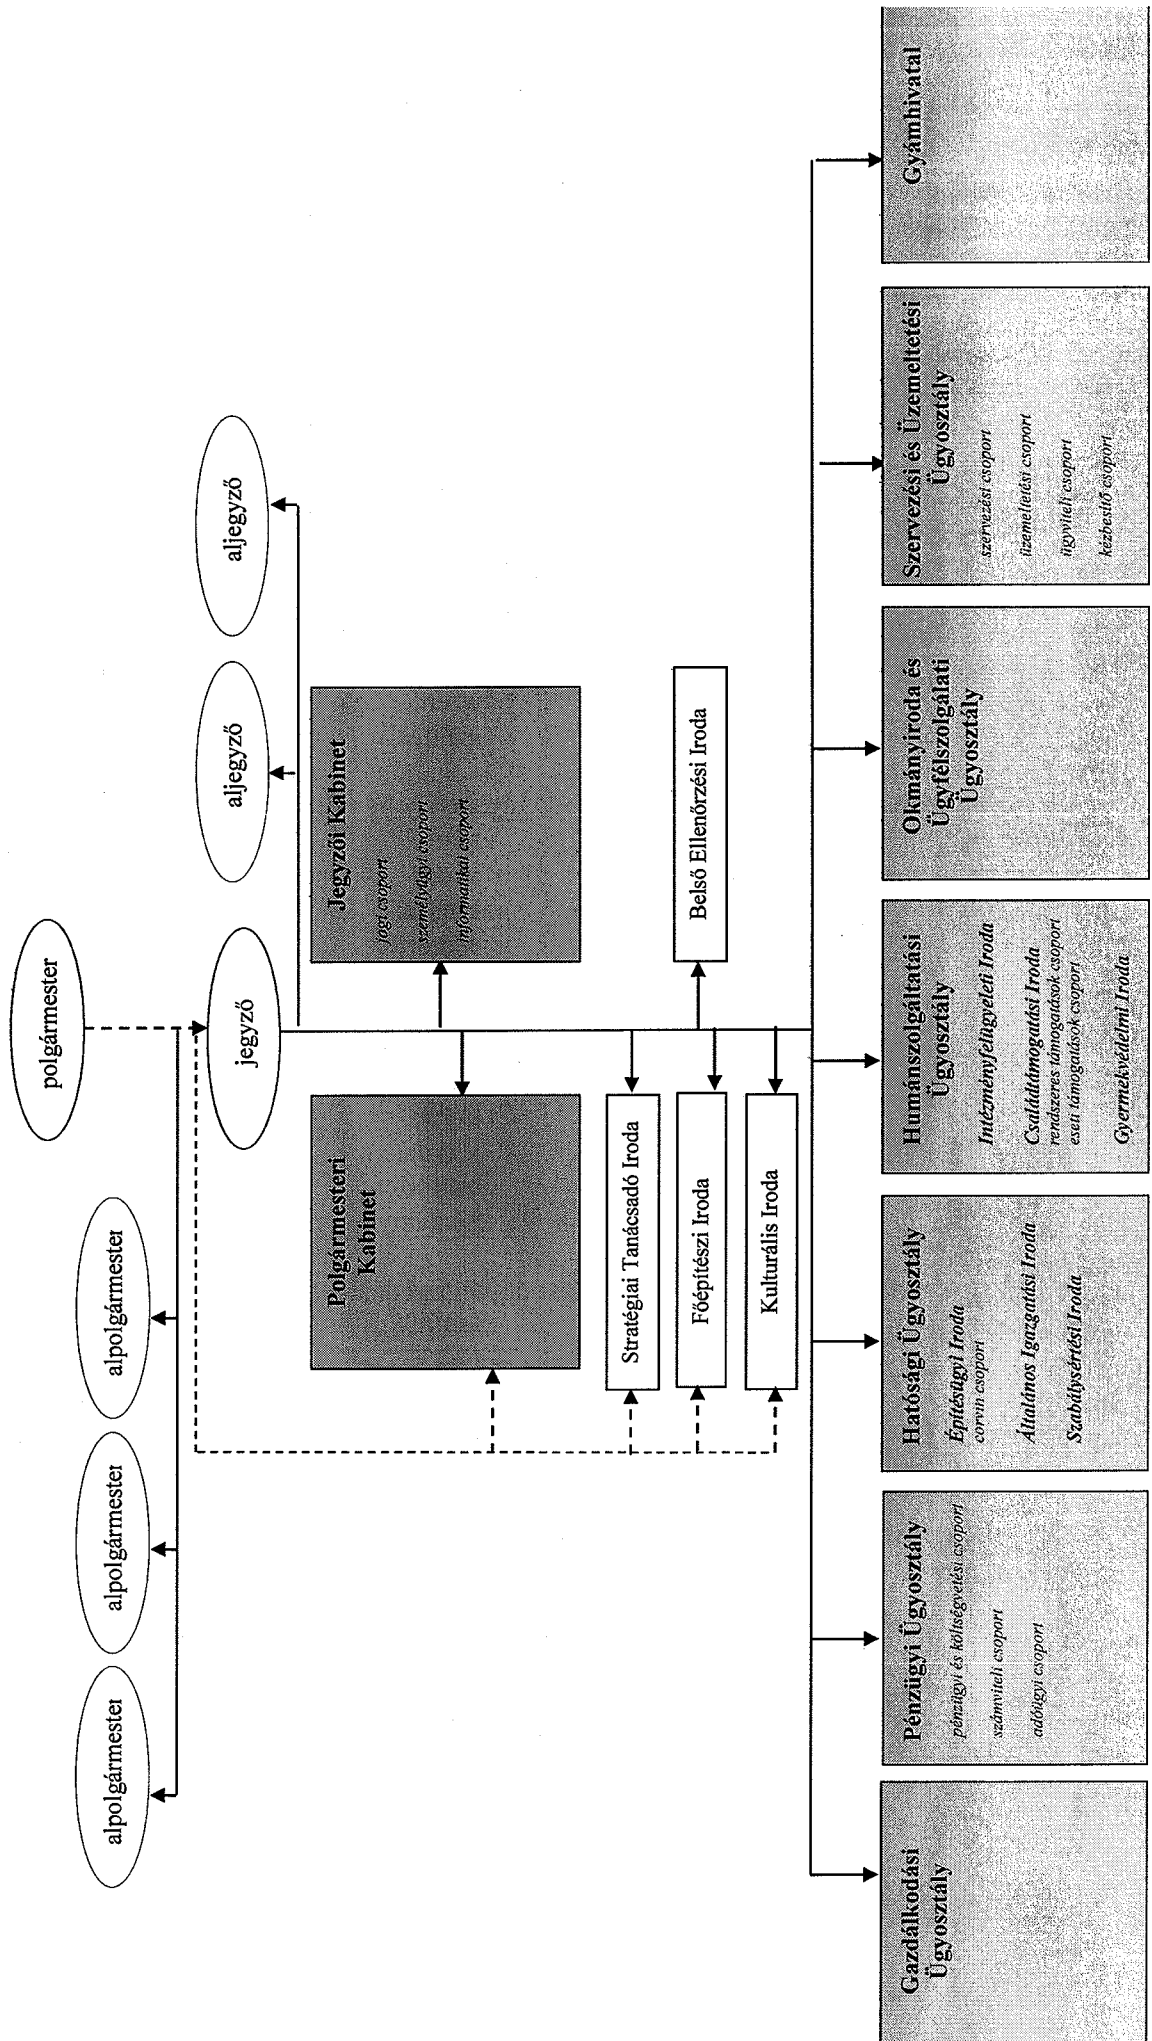 polgármester
alpolgármester
alpolgármester
alpolgármester
jegyző
aljegyző
aljegyző
Polgármesteri
Kabinet
Jegyzői Kabinet
jogi csoport
személyügyi csoport
informatikai csoport
Stratégiai Tanácsadó Iroda
Belső Ellenőrzési Iroda
Főépítészi Iroda
Kulturális Iroda
Gazdálkodási
Ügyosztály
Pénzügyi Ügyosztály
pénzügyi és költségvetési csoport
számviteli csoport
adóügyi csoport
Hatósági Ügyosztály
Építésügyi Iroda
corvin csoport
Általános Igazgatási Iroda
Szabálysértési Iroda
Humánszolgáltatási
Ügyosztály
Intézményfelügyeleti Iroda
Családtámogatási Iroda
rendszeres támogatások csoport
eseti támogatások csoport
Gyermekvédelmi Iroda
Okmányiroda és
Ügyfélszolgálati
Ügyosztály
Szervezési és Üzemeltetési
Ügyosztály
szervezési csoport
üzemeltetési csoport
ügyviteli csoport
kézbesítő csoport
Gyámhivatal